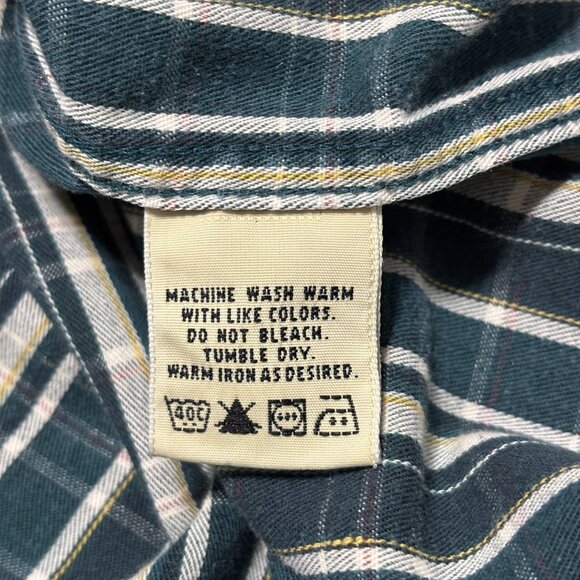 MACHINE WASH WARM
WITH LIKE COLORS.
DO NOT BLEACH.
TUMBLE DRY.
WARM IRON AS DESIRED.
40C